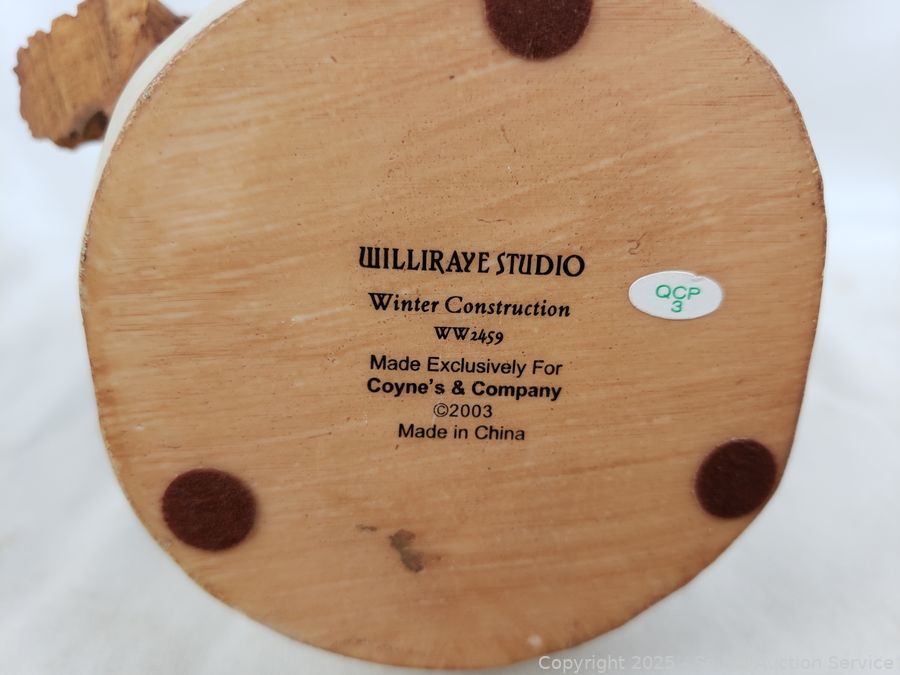 WILLIRAYE STUDIO
Winter Construction
WW2459
Made Exclusively For
Coyne's & Company
©2003
Made in China
QCP
3
Copyright 2025 - Auction Service